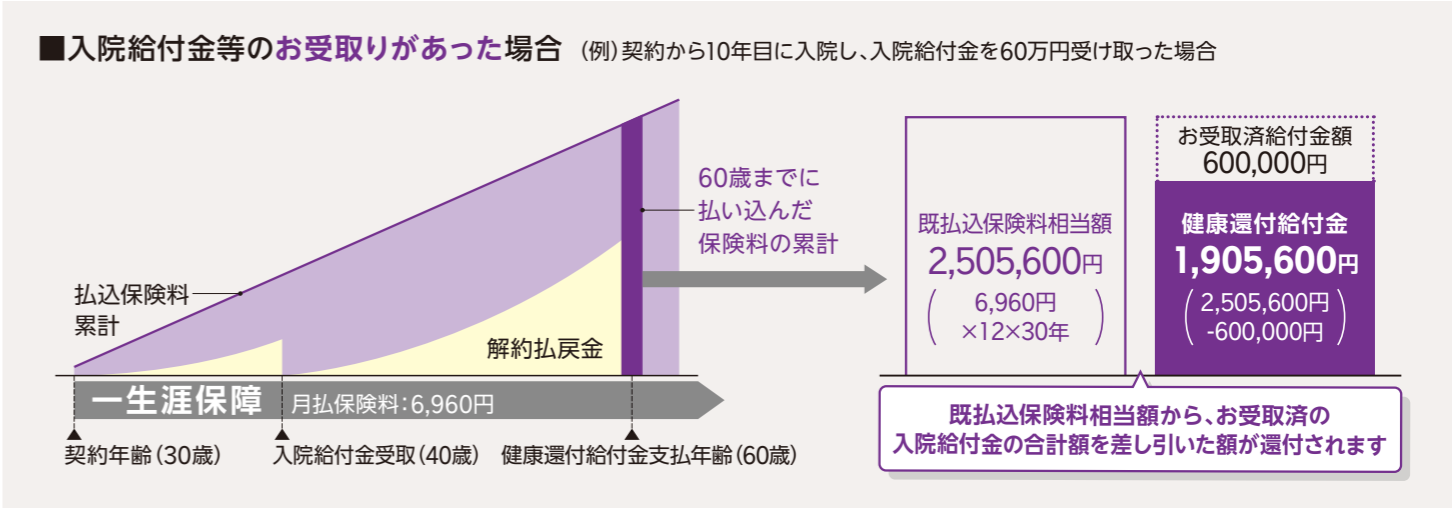 ■入院給付金等のお受取りがあった場合 (例)契約から10年目に入院し、入院給付金を60万円受け取った場合
払込保険料
累計
解約払戻金
60歳までに
払い込んだ
保険料の累計
一生涯保障 月払保険料:6,960円
契約年齢(30歳)
入院給付金受取(40歳)
健康還付給付金支払年齢(60歳)
既払込保険料相当額
2,505,600円
(6,960円
×12×30年)
お受取済給付金額
600,000円
健康還付給付金
1,905,600円
(2,505,600円
-600,000円)
既払込保険料相当額から、お受取済の
入院給付金の合計額を差し引いた額が還付されます